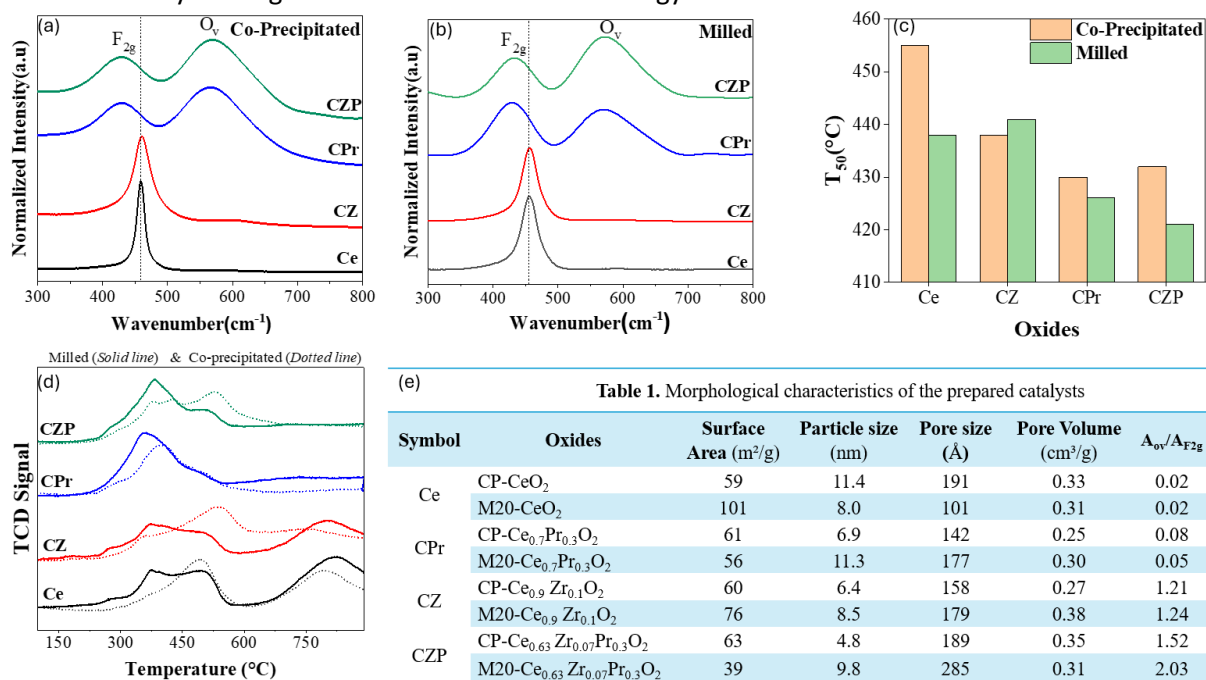 (a)
Co-Precipitated
F2g
Ov
CZP
CPr
CZ
Ce
Normalized Intensity(a.u)
300 400 500 600 700 800
Wavenumber(cm-1)
(b)
Milled
F2g
Ov
CZP
CPr
CZ
Ce
Normalized Intensity(a.u)
300 400 500 600 700 800
Wavenumber(cm-1)
(c)
Co-Precipitated
Milled
T50(°C)
460
450
440
430
420
410
Ce CZ CPr CZP
Oxides
Milled (Solid line) & Co-precipitated (Dotted line)
(d)
CZP
CPr
CZ
Ce
TCD Signal
150 300 450 600 750
Temperature (°C)
(e)
Table 1. Morphological characteristics of the prepared catalysts
Symbol Oxides Surface Area (m²/g) Particle size (nm) Pore size (Å) Pore Volume (cm³/g) Aov/AF2g
Ce
CP-CeO2 59 11.4 191 0.33 0.02
M20-CeO2 101 8.0 101 0.31 0.02
CPr
CP-Ce0.7Pr0.3O2 61 6.9 142 0.25 0.08
M20-Ce0.7Pr0.3O2 56 11.3 177 0.30 0.05
CZ
CP-Ce0.9 Zr0.1O2 60 6.4 158 0.27 1.21
M20-Ce0.9 Zr0.1O2 76 8.5 179 0.38 1.24
CZP
CP-Ce0.63 Zr0.07Pr0.3O2 63 4.8 189 0.35 1.52
M20-Ce0.63 Zr0.07Pr0.3O2 39 9.8 285 0.31 2.03